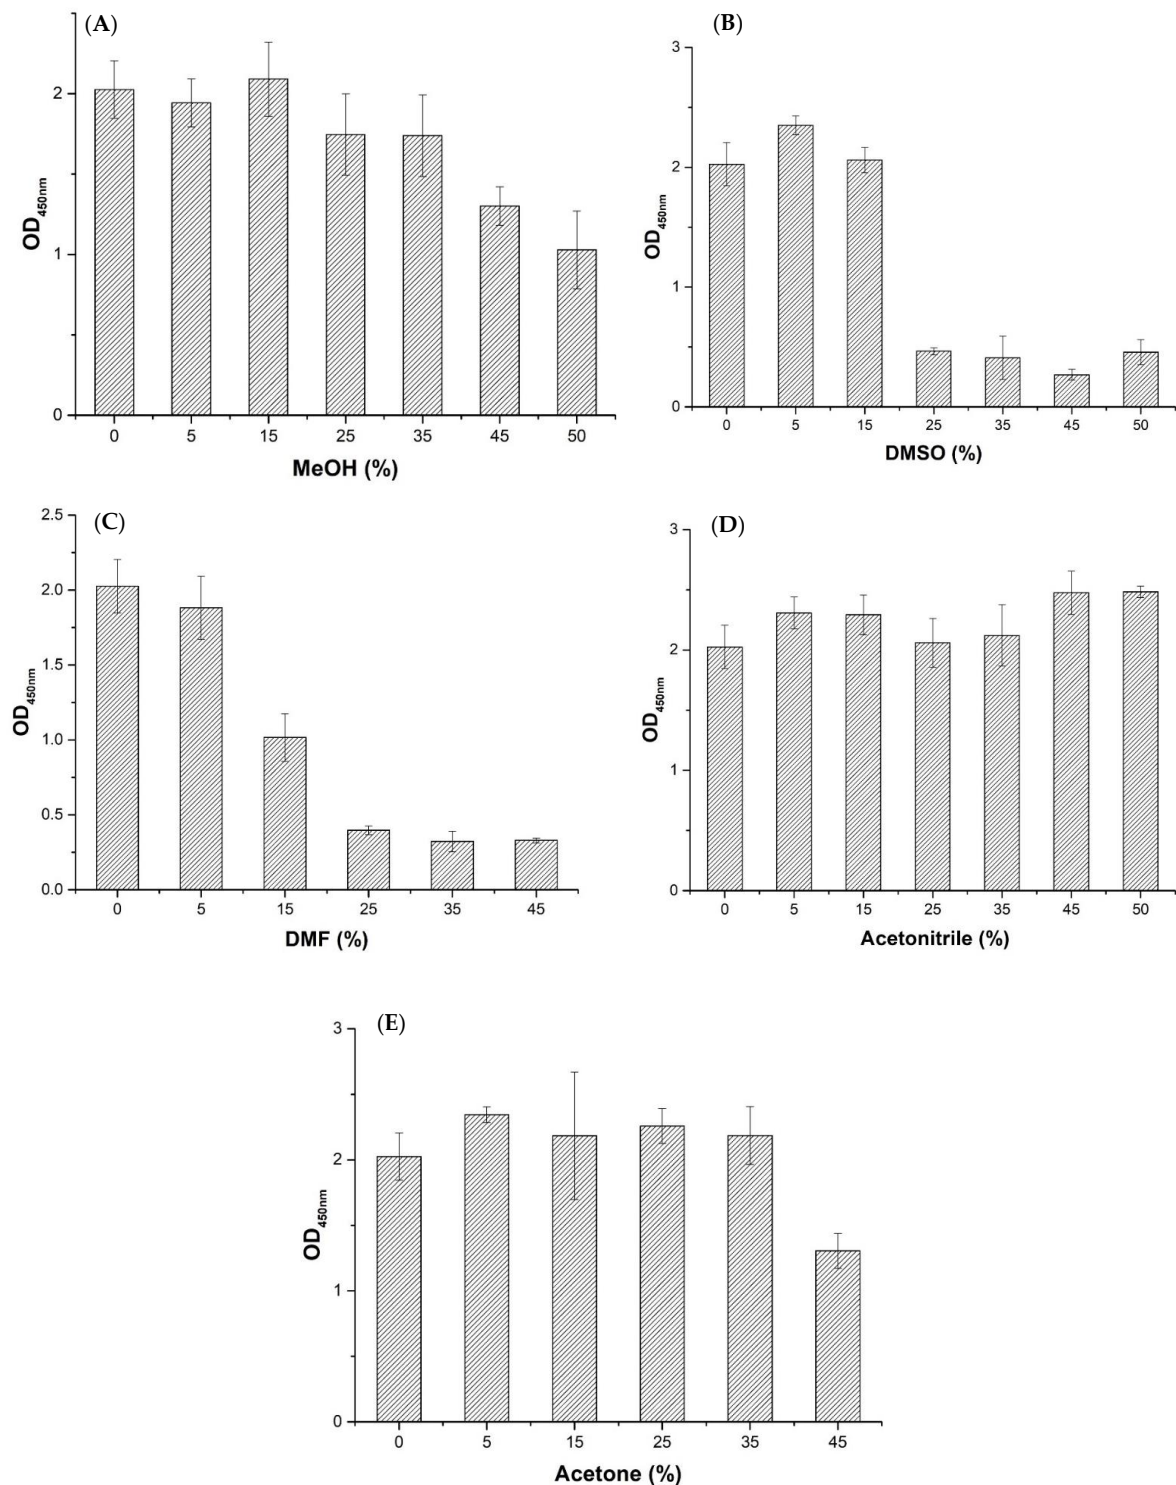 (A)
2
1
0
OD450nm
0 5 15 25 35 45 50
MeOH (%)
(B)
3
2
1
0
OD450nm
0 5 15 25 35 45 50
DMSO (%)
(C)
2.5
2.0
1.5
1.0
0.5
0.0
OD450nm
0 5 15 25 35 45
DMF (%)
(D)
3
2
1
0
OD450nm
0 5 15 25 35 45 50
Acetonitrile (%)
(E)
3
2
1
0
OD450nm
0 5 15 25 35 45
Acetone (%)